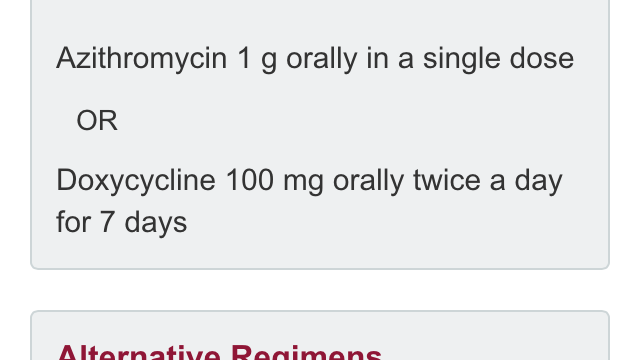 Azithromycin 1 g orally in a single dose
OR
Doxycycline 100 mg orally twice a day
for 7 days
Alternative Regimens